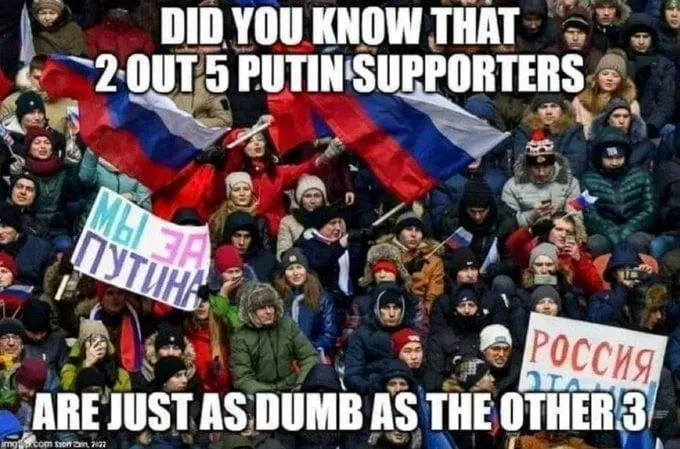 DID YOU KNOW THAT
2 OUT 5 PUTIN SUPPORTERS
МЫ ЗА
ПУТИНА
РОССИЯ
ARE JUST AS DUMB AS THE OTHER 3